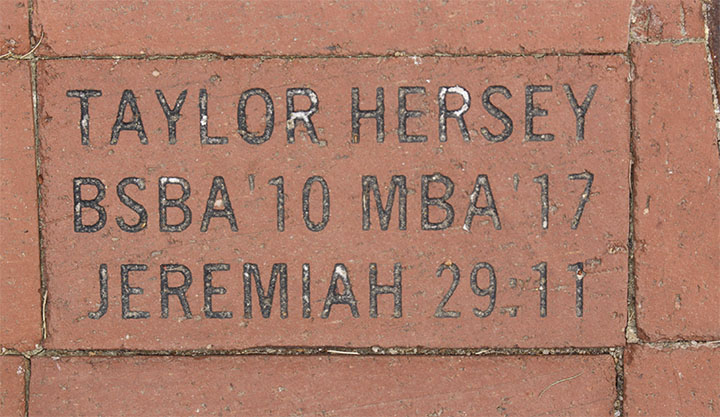 TAYLOR HERSEY
BSBA '10 MBA '17
JEREMIAH 29:11